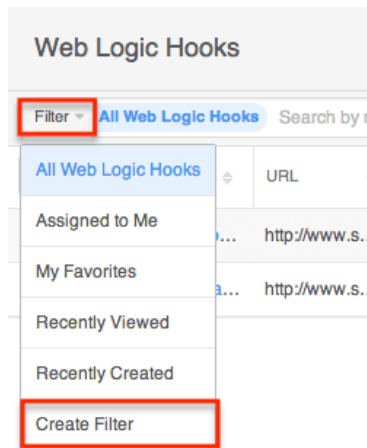 Web Logic Hooks
Filter All Web Logic Hooks Search by
All Web Logic Hooks URL
Assigned to Me ... http://www.s...
My Favorites
a... http://www.s...
Recently Viewed
Recently Created
Create Filter